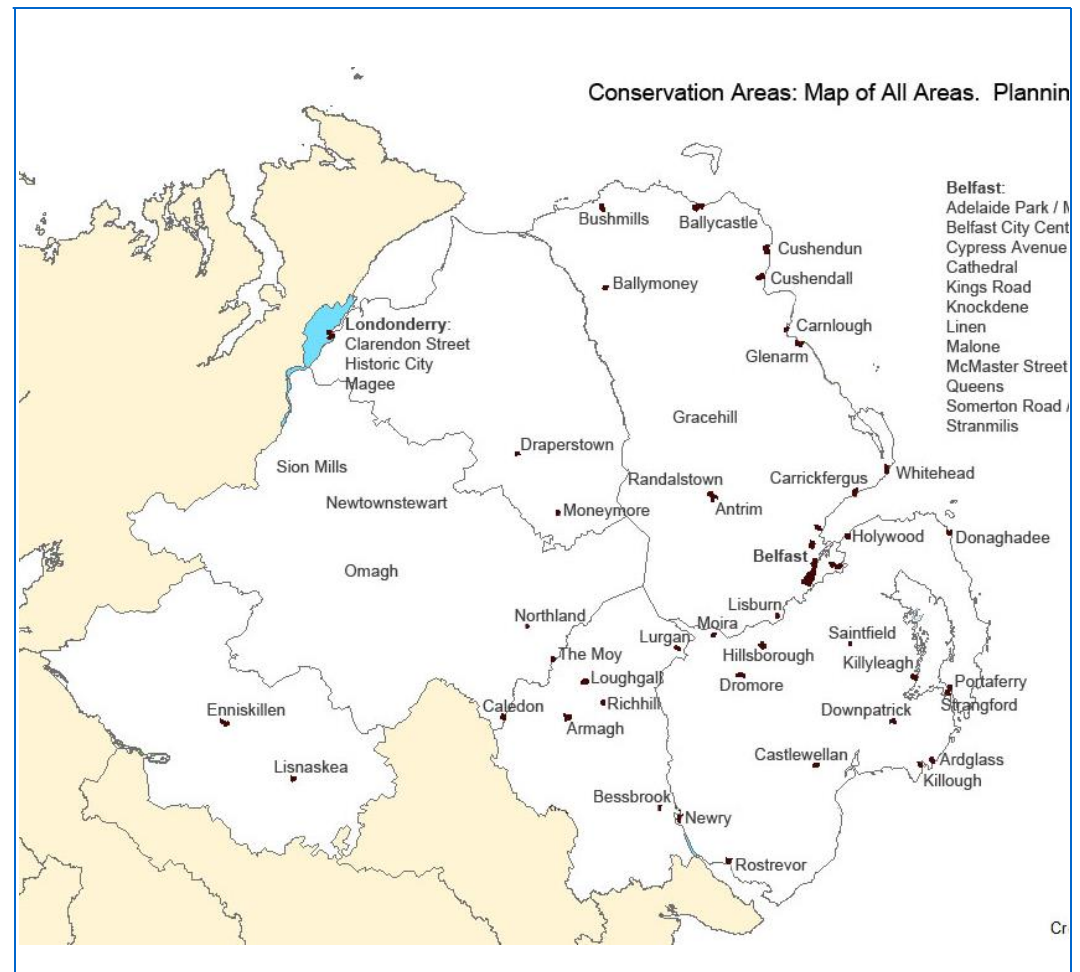 Conservation Areas: Map of All Areas. Plannin
Belfast:
Adelaide Park / M
Belfast City Cent
Cypress Avenue
Cathedral
Kings Road
Knockdene
Linen
Malone
McMaster Street
Queens
Somerton Road /
Stranmilis
Bushmills
Ballycastle
Cushendun
Cushendall
Ballymoney
Carnlough
Glenarm
Londonderry:
Clarendon Street
Historic City
Magee
Gracehill
Draperstown
Sion Mills
Newtownstewart
Moneymore
Randalstown
Antrim
Carrickfergus
Whitehead
Omagh
Belfast
Holywood
Donaghadee
Northland
Lisburn
Moira
Lurgan
Hillsborough
Saintfield
Killyleagh
The Moy
Loughgall
Richhill
Dromore
Portaferry
Strangford
Enniskillen
Caledon
Armagh
Downpatrick
Lisnaskea
Castlewellan
Ardglass
Killough
Bessbrook
Newry
Rostrevor
Cr